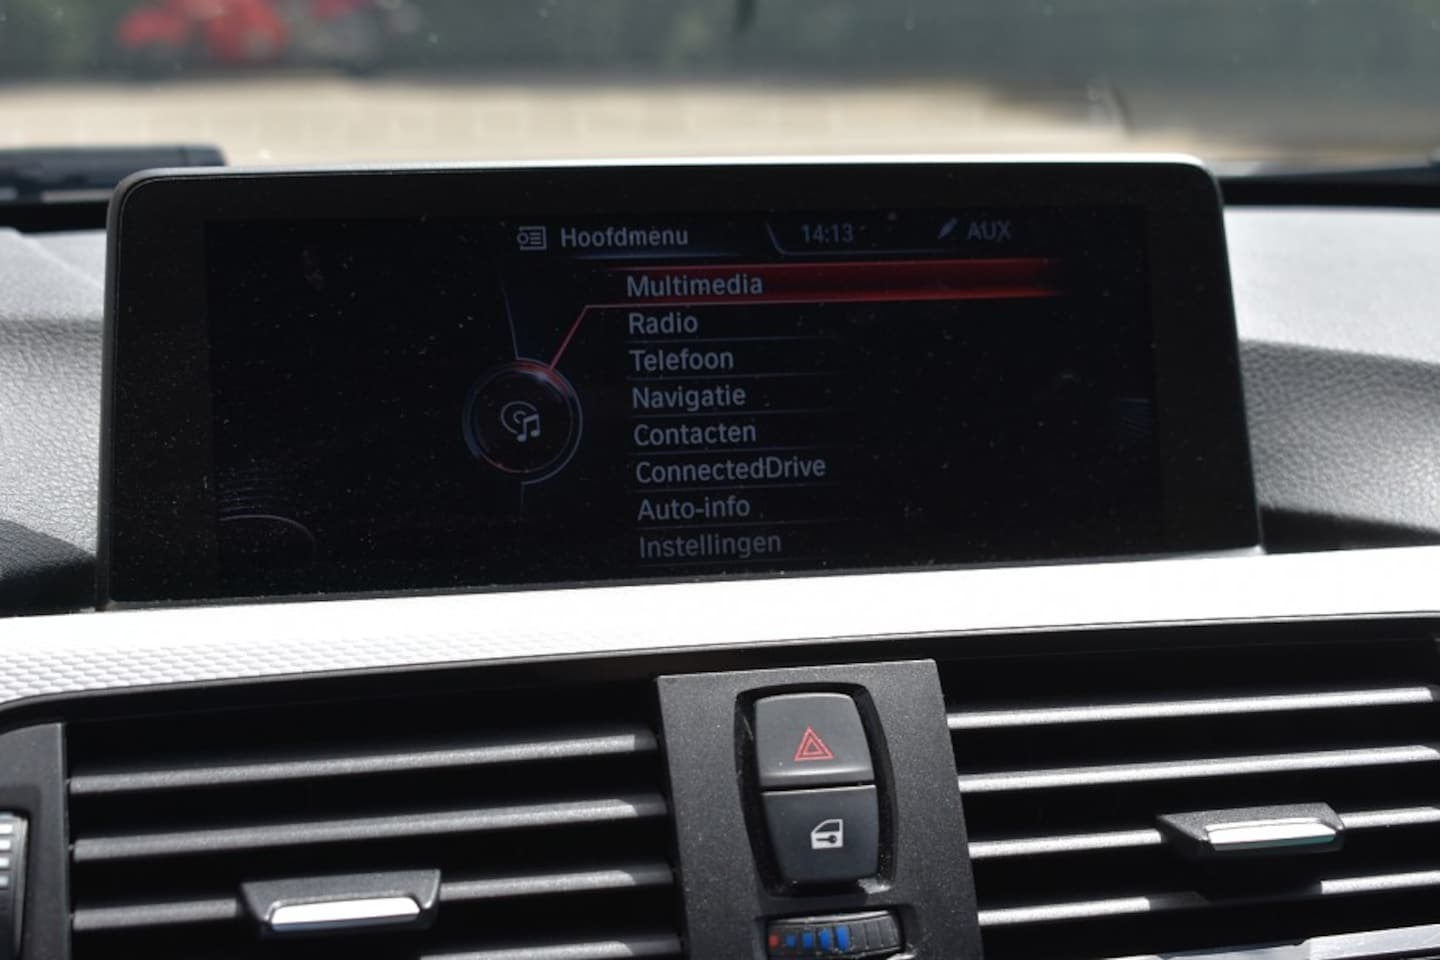 Hoofdmenu 14:13 AUX
Multimedia
Radio
Telefoon
Navigatie
Contacten
ConnectedDrive
Auto-info
Instellingen